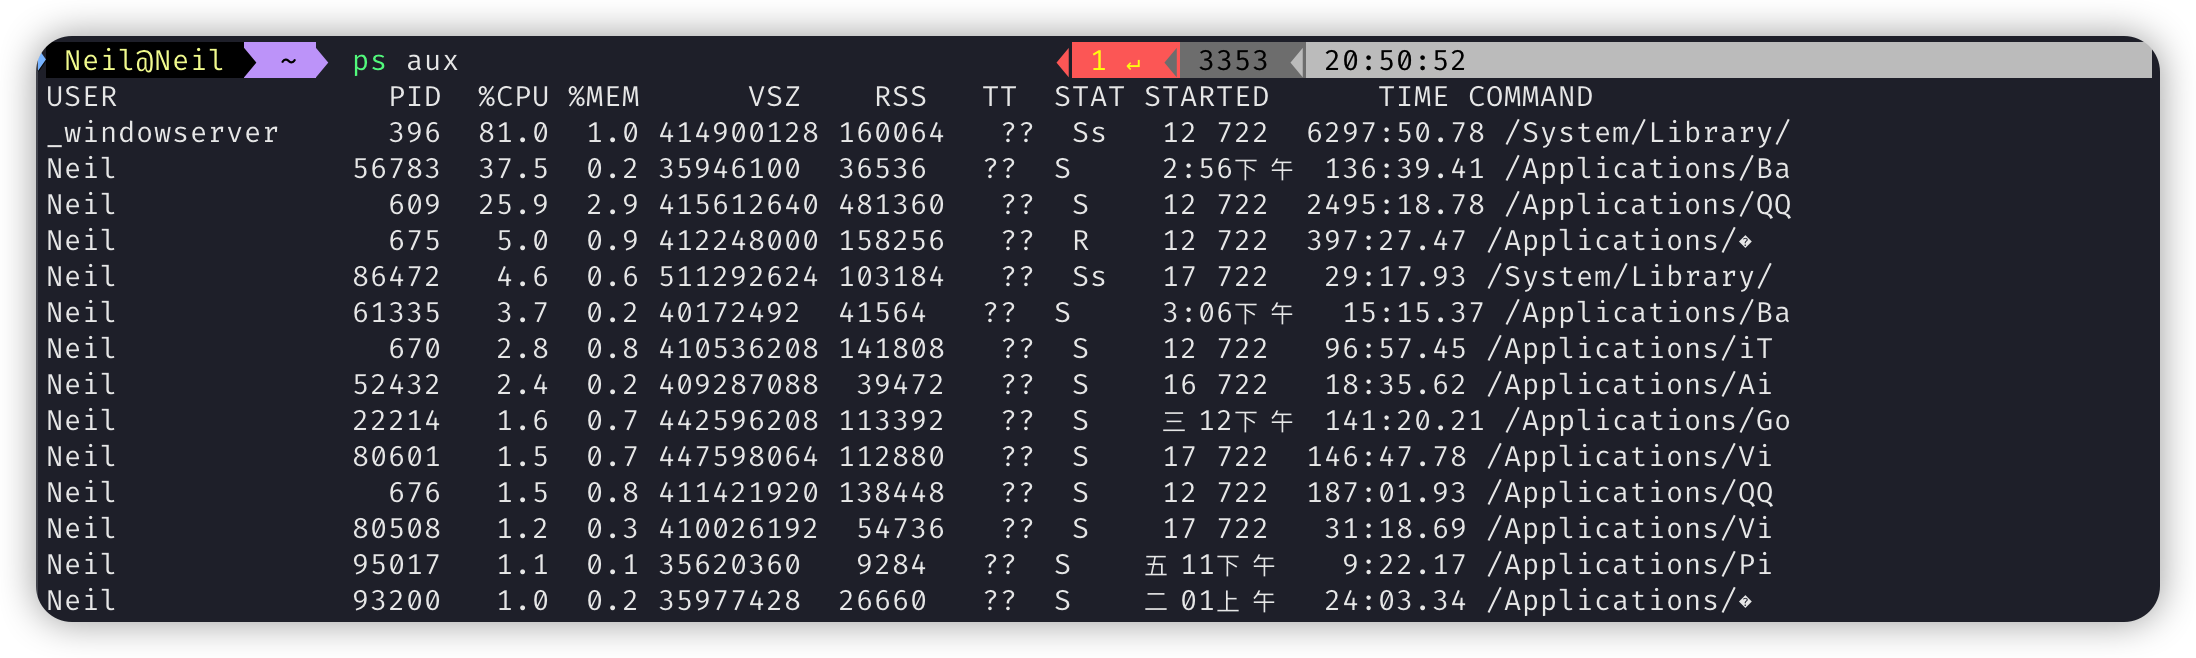 Neil@Neil ~ ps aux 1 ↵ 3353 20:50:52
USER PID %CPU %MEM VSZ RSS TT STAT STARTED TIME COMMAND
_windowserver 396 81.0 1.0 414900128 160064 ?? Ss 12 722 6297:50.78 /System/Library/
Neil 56783 37.5 0.2 35946100 36536 ?? S 2:56下午 136:39.41 /Applications/Ba
Neil 609 25.9 2.9 415612640 481360 ?? S 12 722 2495:18.78 /Applications/QQ
Neil 675 5.0 0.9 412248000 158256 ?? R 12 722 397:27.47 /Applications/�
Neil 86472 4.6 0.6 511292624 103184 ?? Ss 17 722 29:17.93 /System/Library/
Neil 61335 3.7 0.2 40172492 41564 ?? S 3:06下午 15:15.37 /Applications/Ba
Neil 670 2.8 0.8 410536208 141808 ?? S 12 722 96:57.45 /Applications/iT
Neil 52432 2.4 0.2 409287088 39472 ?? S 16 722 18:35.62 /Applications/Ai
Neil 22214 1.6 0.7 442596208 113392 ?? S 三12下午 141:20.21 /Applications/Go
Neil 80601 1.5 0.7 447598064 112880 ?? S 17 722 146:47.78 /Applications/Vi
Neil 676 1.5 0.8 411421920 138448 ?? S 12 722 187:01.93 /Applications/QQ
Neil 80508 1.2 0.3 410026192 54736 ?? S 17 722 31:18.69 /Applications/Vi
Neil 95017 1.1 0.1 35620360 9284 ?? S 五11下午 9:22.17 /Applications/Pi
Neil 93200 1.0 0.2 35977428 26660 ?? S 二01上午 24:03.34 /Applications/�